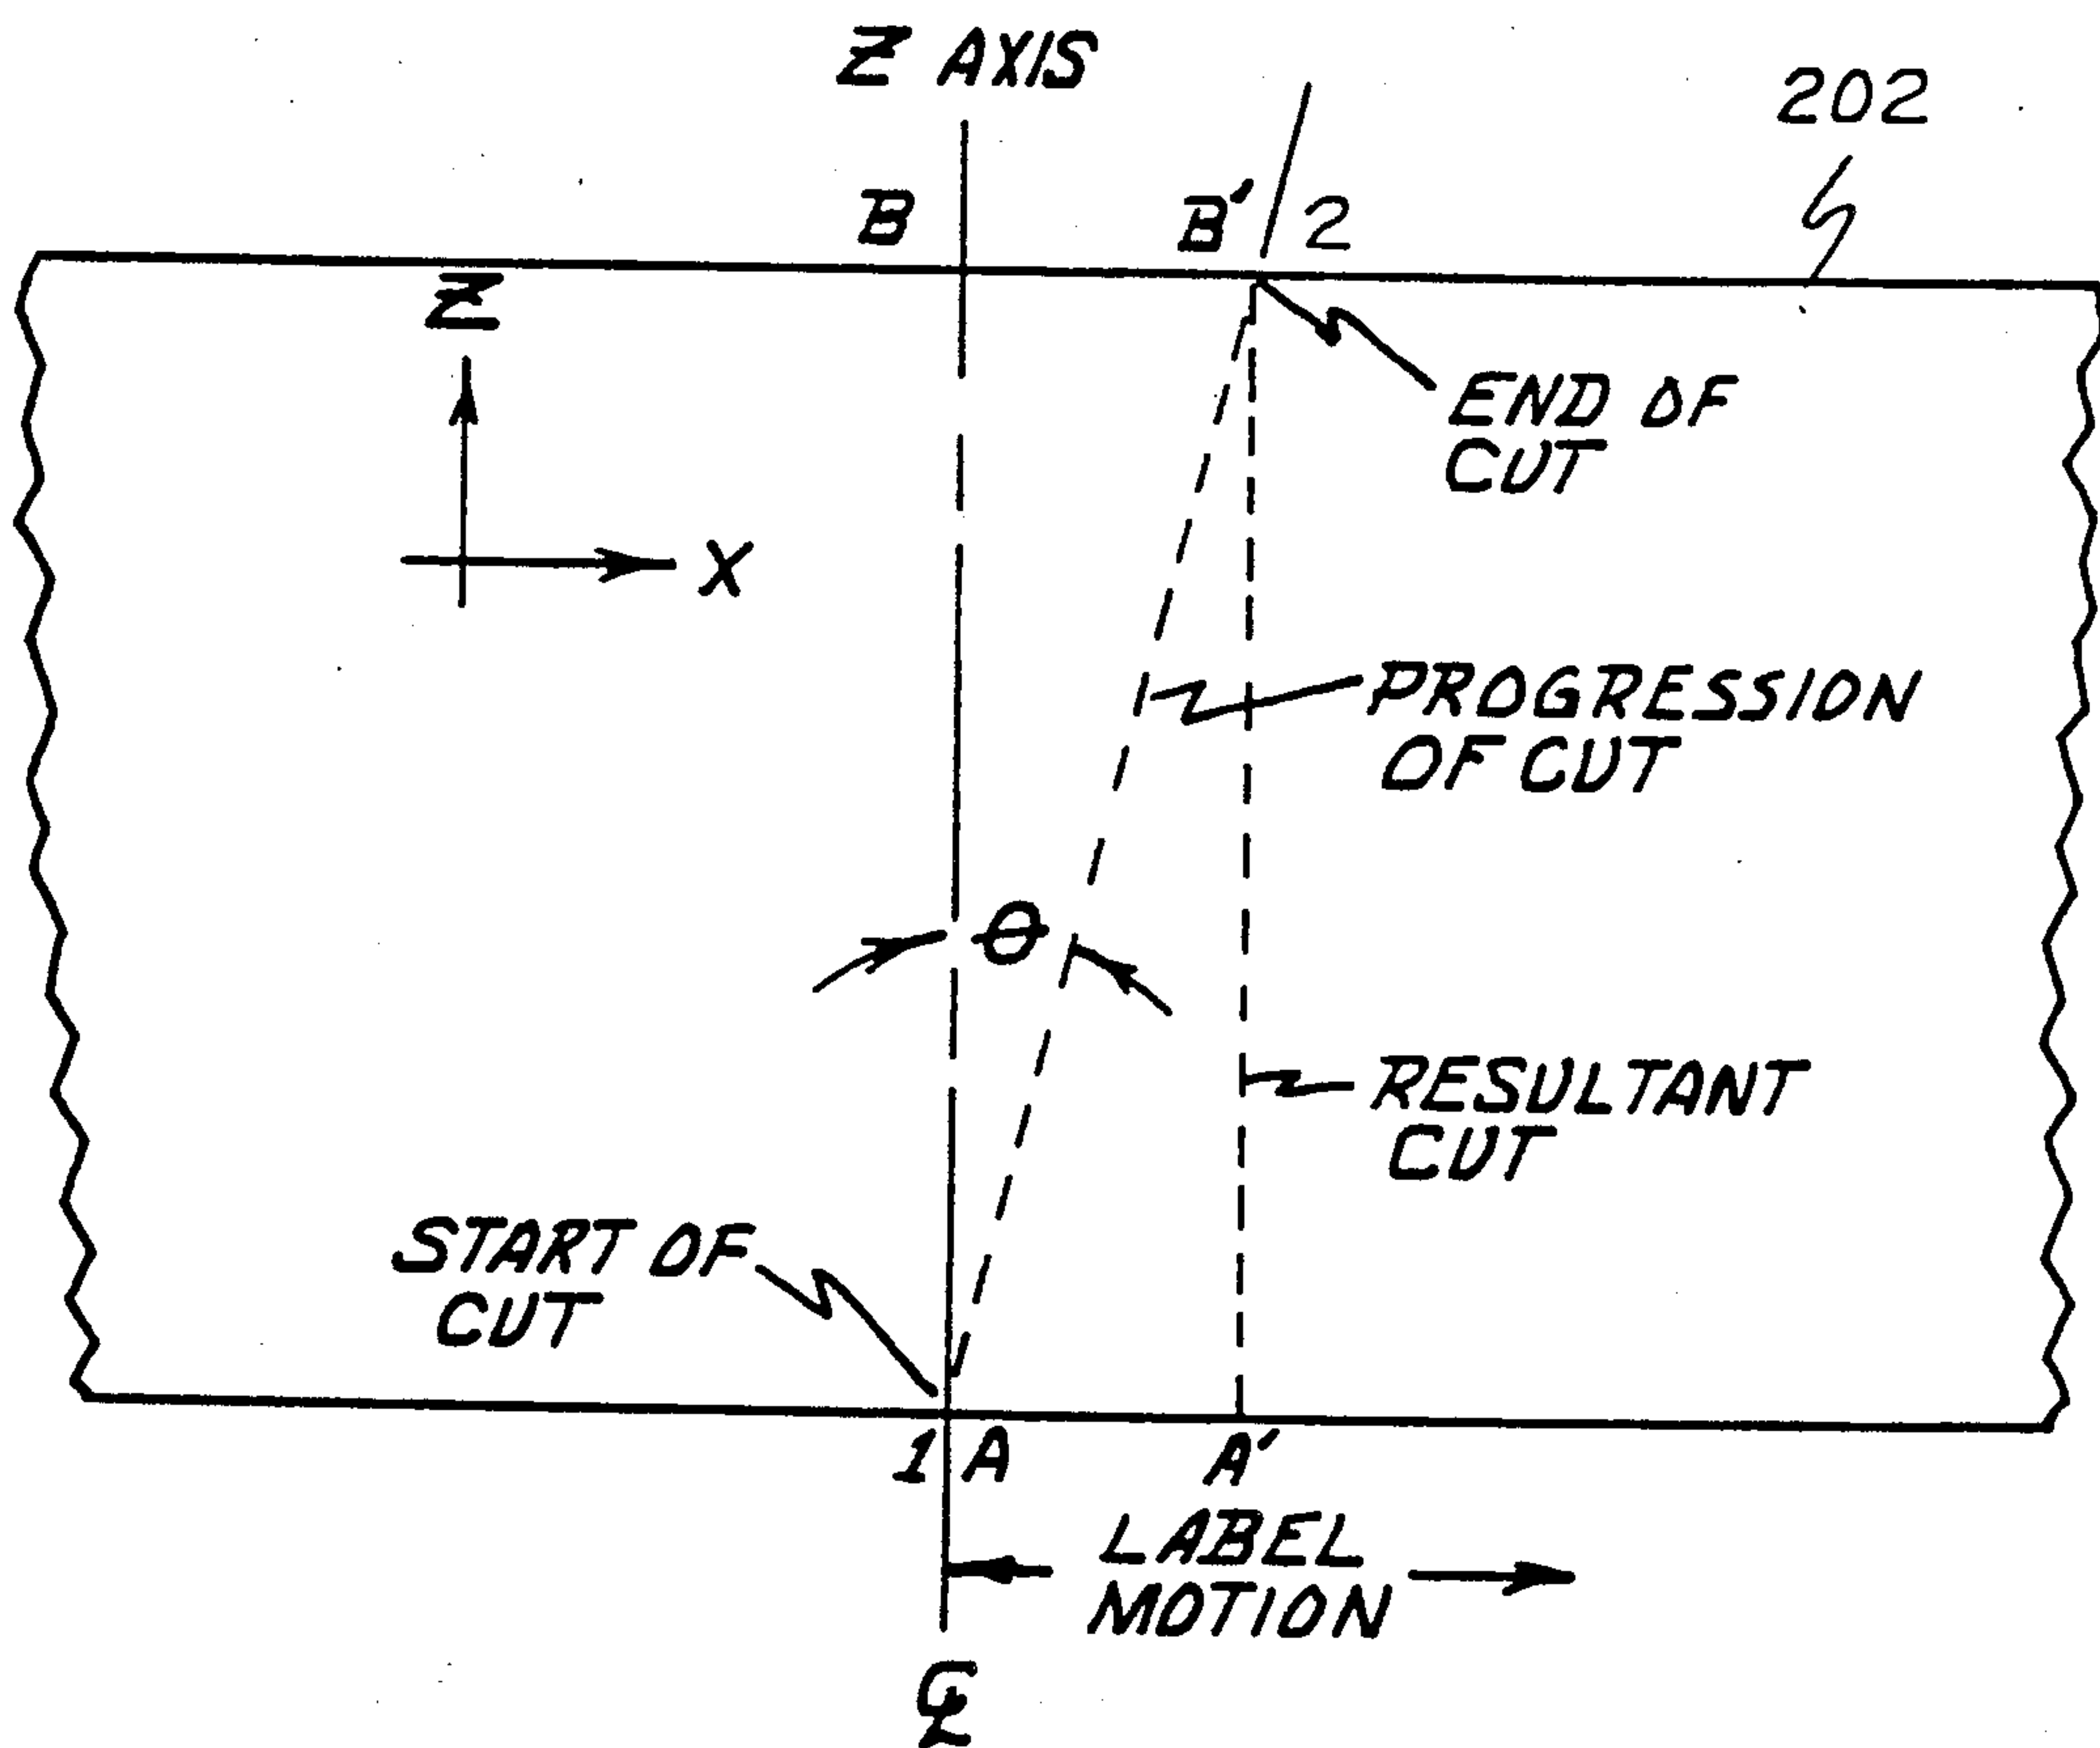 Z AXIS
202
B
B'
2
Z
END OF
CUT
X
PROGRESSION
OF CUT
θ
RESULTANT
CUT
START OF
CUT
1
A
A'
LABEL
MOTION
℄